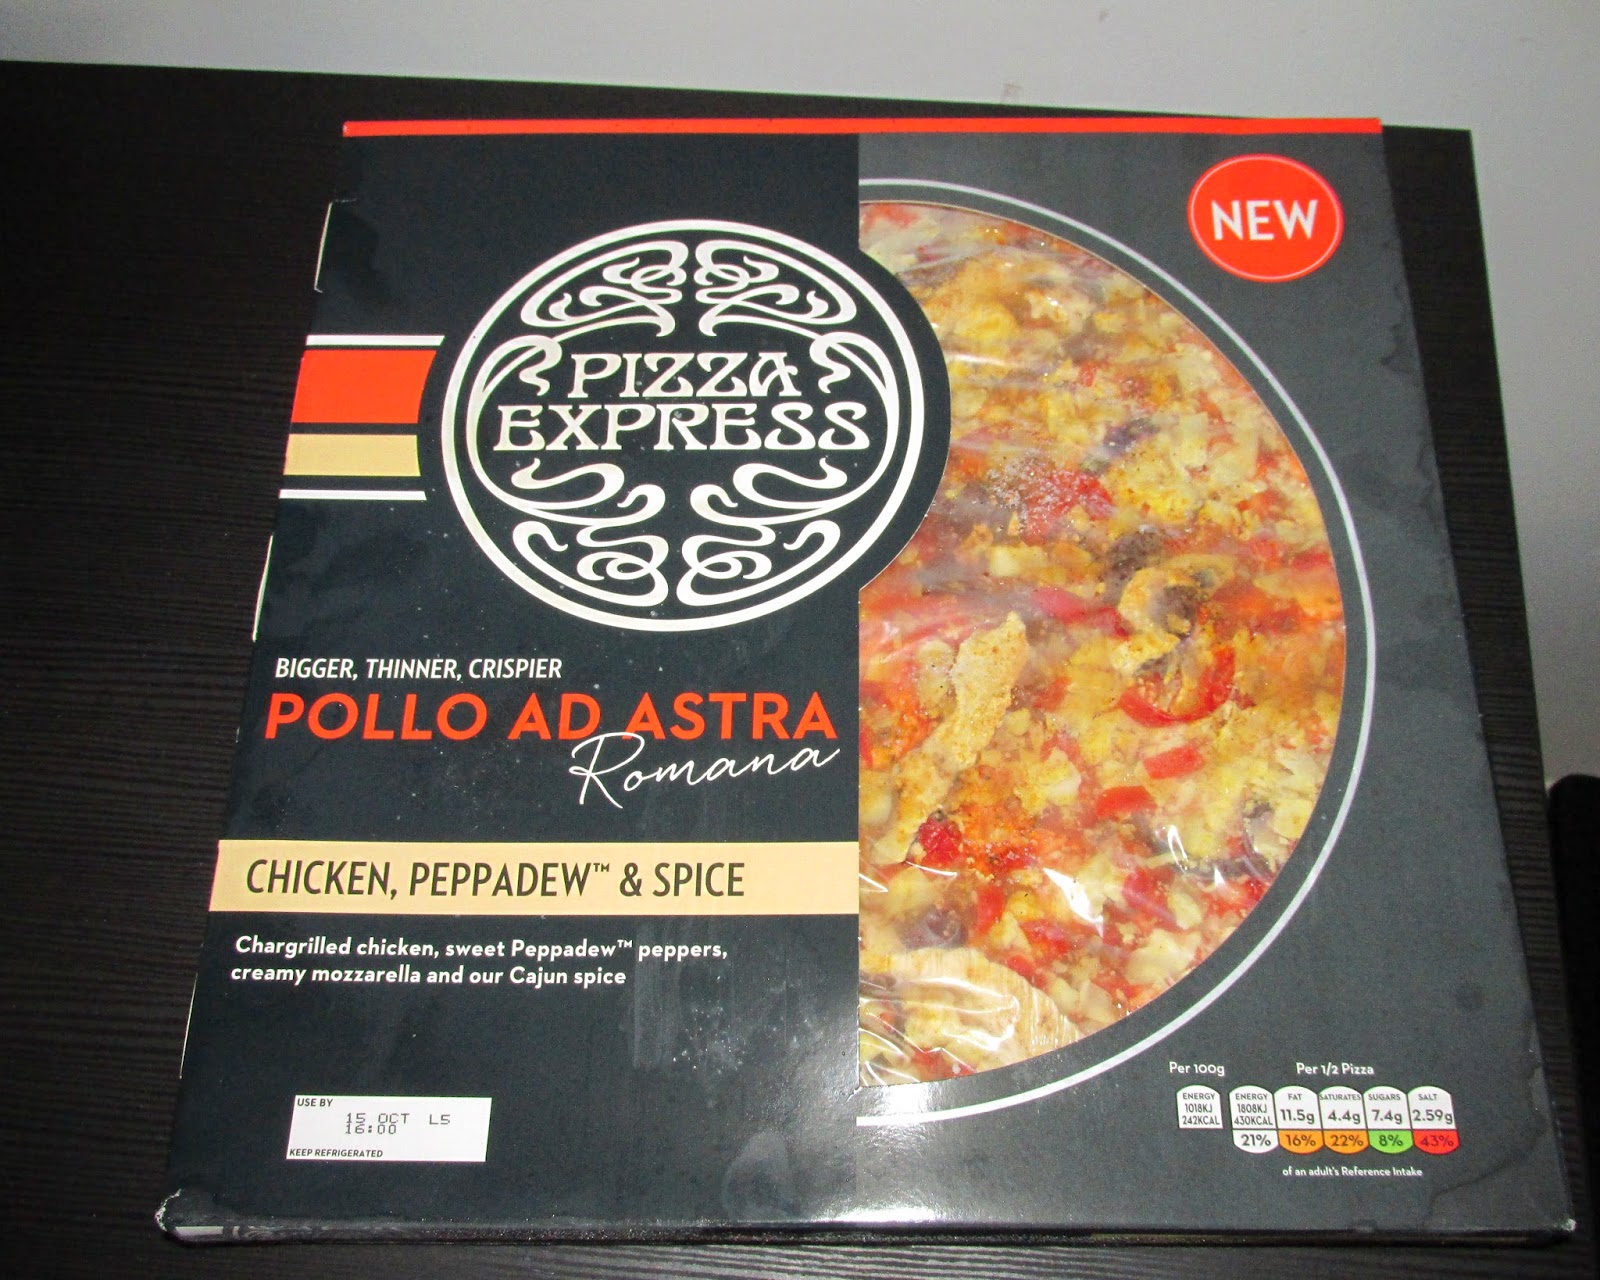 NEW
PIZZA
EXPRESS
BIGGER, THINNER, CRISPIER
POLLO AD ASTRA
Romana
CHICKEN, PEPPADEW™ & SPICE
Chargrilled chicken, sweet Peppadew™ peppers,
creamy mozzarella and our Cajun spice
USE BY
15 OCT L5
16:00
KEEP REFRIGERATED
Per 100g Per 1/2 Pizza
ENERGY ENERGY FAT SATURATES SUGARS SALT
1018KJ 1808KJ 11.5g 4.4g 7.4g 2.59g
242KCAL 430KCAL
21% 16% 22% 8% 43%
of an adult's Reference Intake